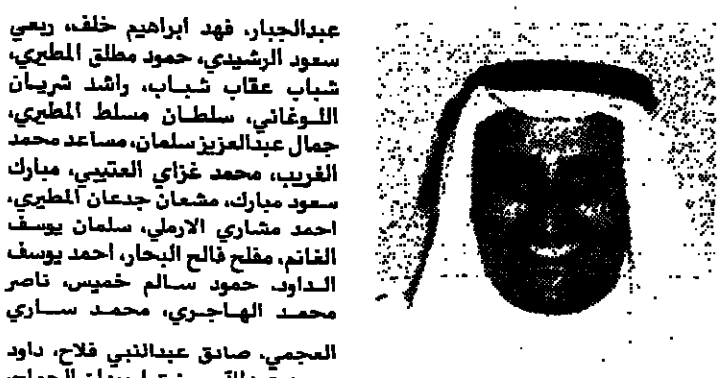 عبدالجبار، فهد أبراهيم خلف، ربعي
سعود الرشيدي، حمود مطلق المطيري،
شباب عقاب شباب، راشد شريان
اللوغاني، سلطان مسلط المطيري،
جمال عبدالعزيز سلمان، مساعد محمد
الغريب، محمد غزاي العتيبي، مبارك
سعود مبارك، مشعان جدعان المطيري،
احمد مشاري الارملي، سلمان يوسف
الغانم، مفلح فالح البحار، احمد يوسف
الداود. حمود سالم خميس، ناصر
محمد الهاجري، محمد ساري
العجمي. صادق عبدالنبي فلاح، داود